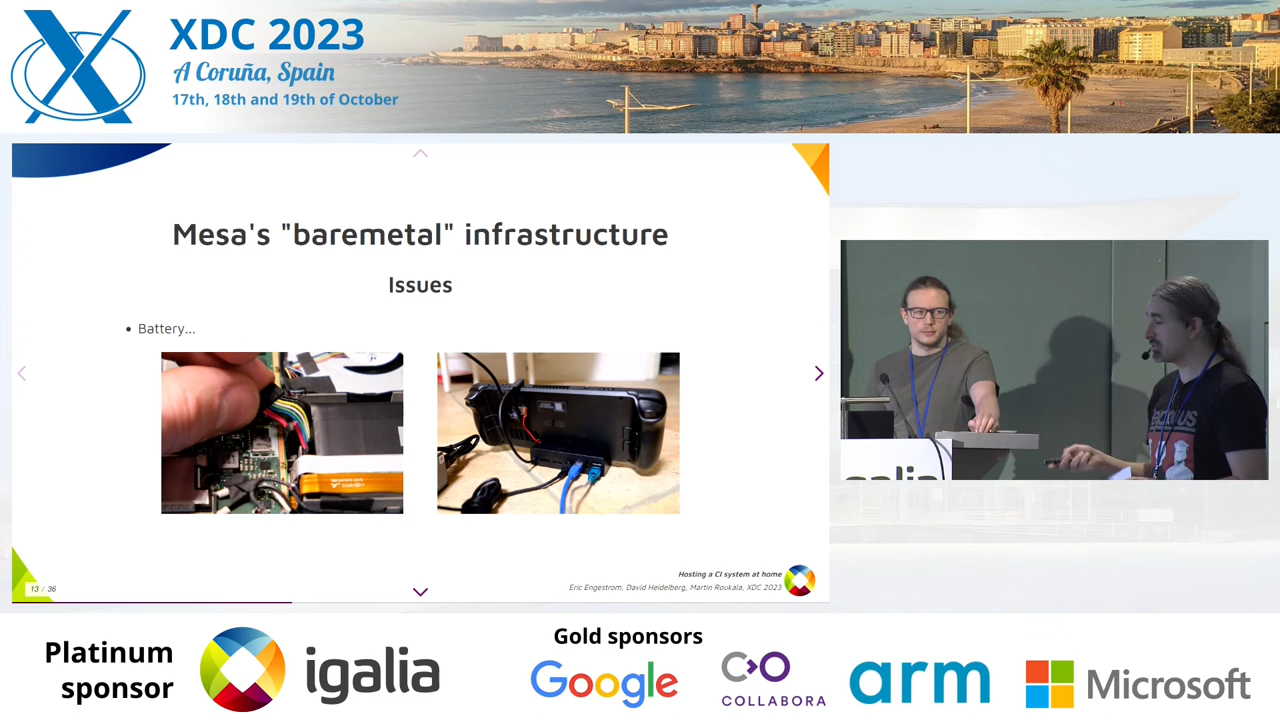 XDC 2023
A Coruña, Spain
17th, 18th and 19th of October
Mesa's "baremetal" infrastructure
Issues
• Battery...
13 / 36
Hosting a CI system at home
Eric Engestrom, David Heidelberg, Martin Roukala, XDC 2023
igalia
Platinum
sponsor
igalia
Gold sponsors
Google
COLLABORA
arm
Microsoft